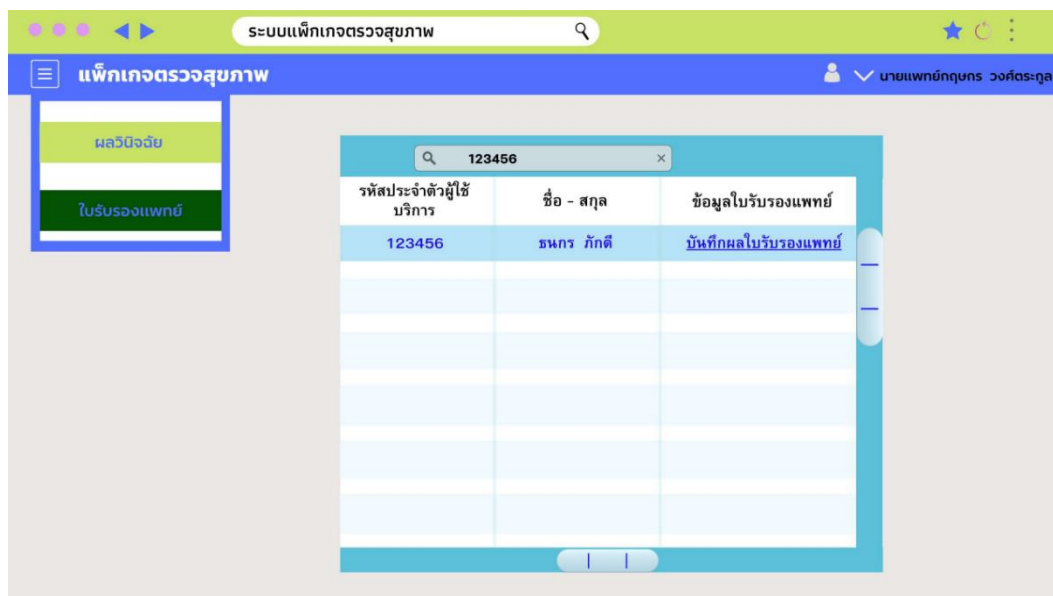 ระบบแพ็กเกจตรวจสุขภาพ
แพ็กเกจตรวจสุขภาพ
นายแพทย์กฤษกร วงศ์ตระกูล
ผลวินิจฉัย
ใบรับรองแพทย์
123456
รหัสประจำตัวผู้ใช้
บริการ
ชื่อ - สกุล
ข้อมูลใบรับรองแพทย์
123456
ธนกร ภักดี
บันทึกผลใบรับรองแพทย์